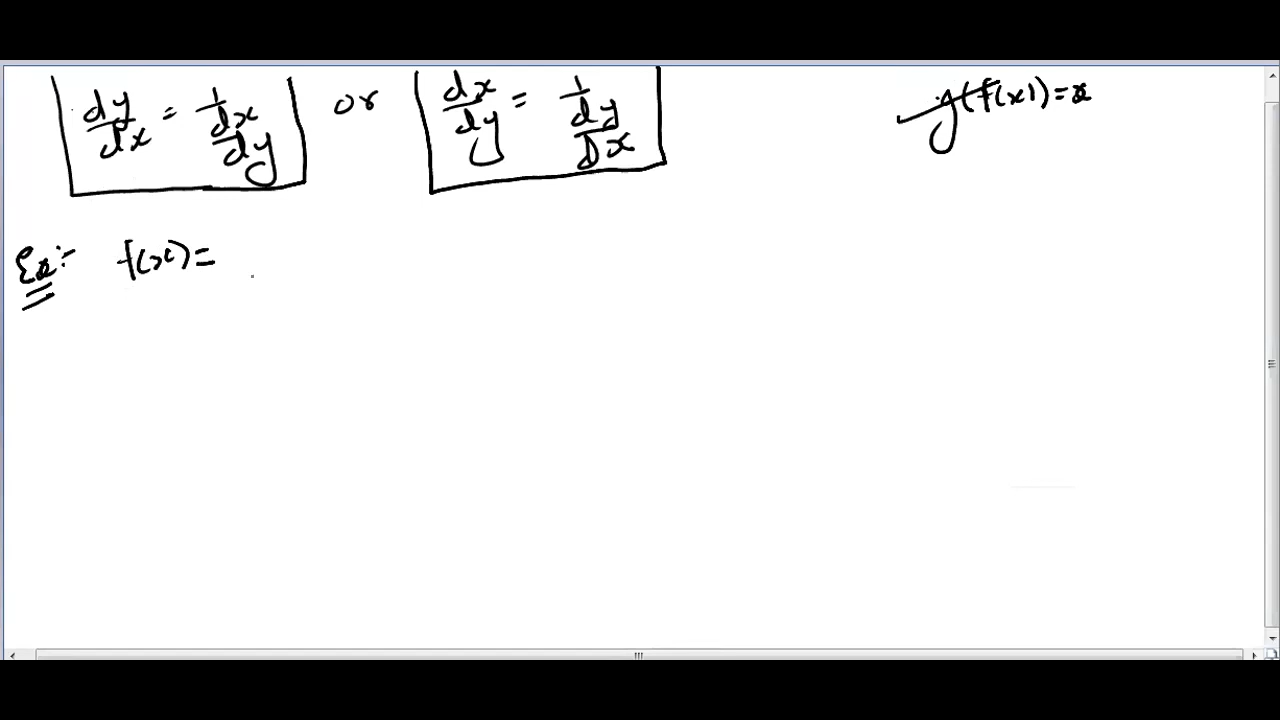 dy/dx = 1/(dx/dy) or dx/dy = 1/(dy/dx) g(f(x))=x
Ex:- f(x)=